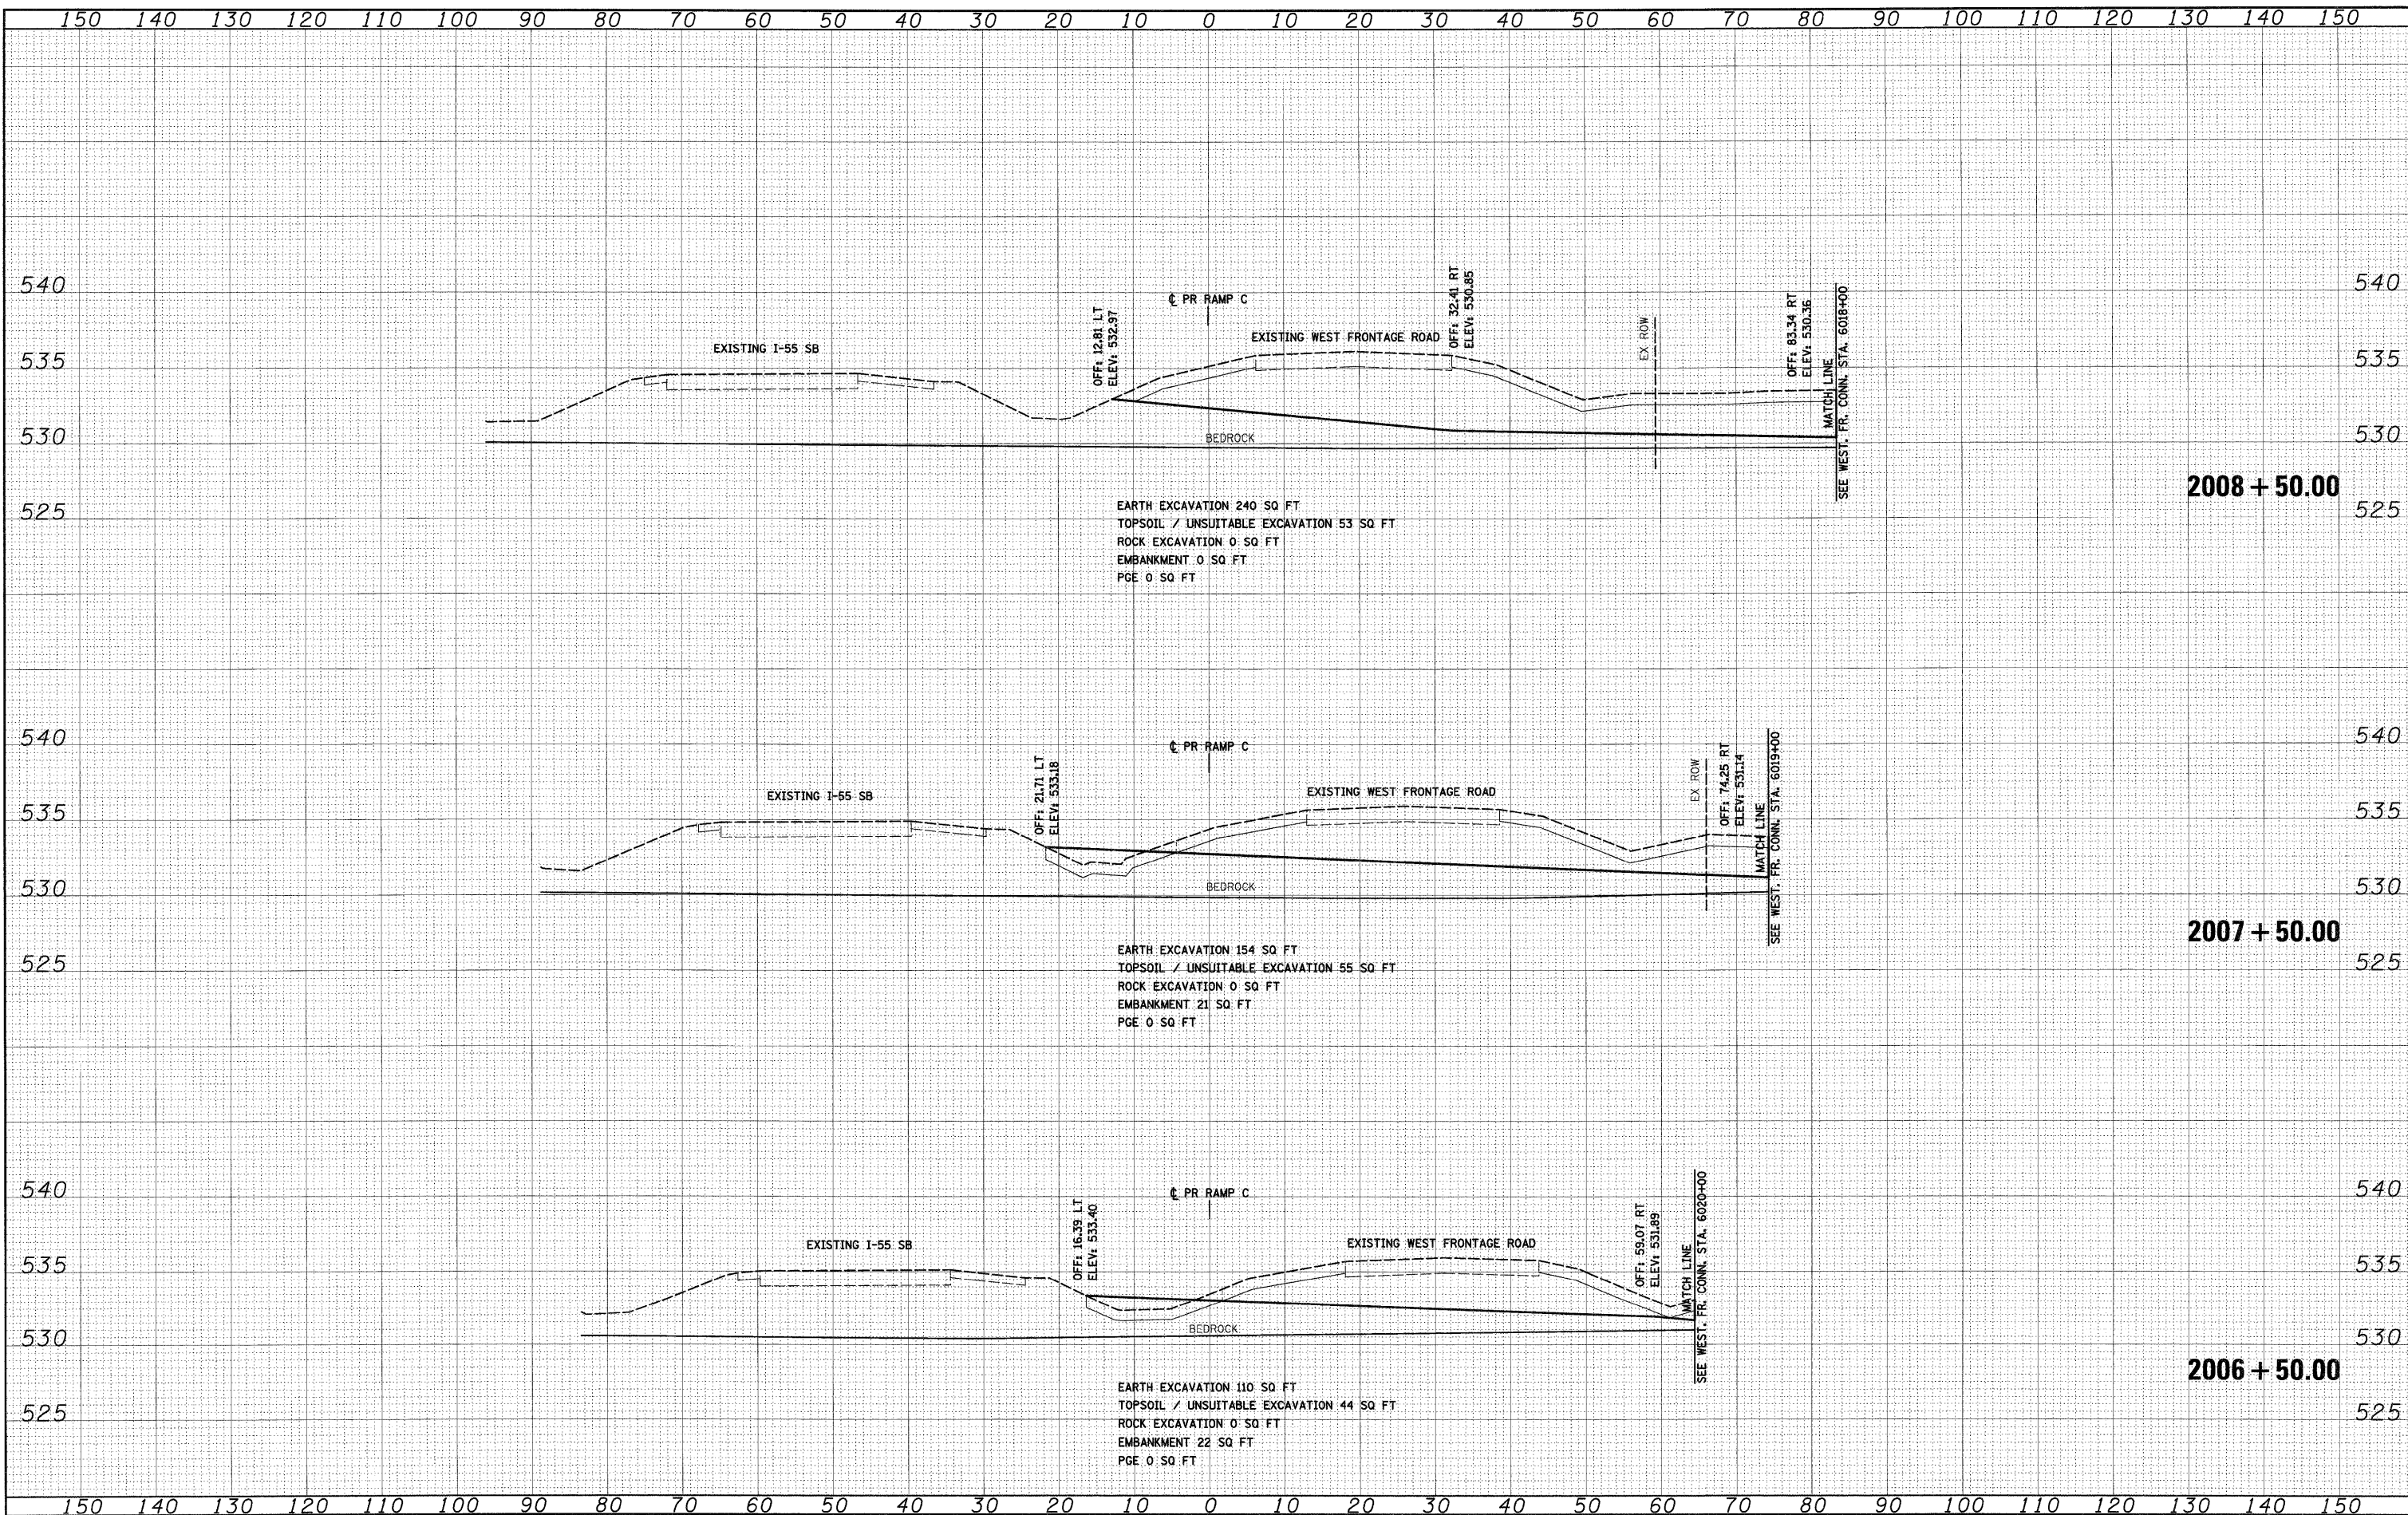 150 140 130 120 110 100 90 80 70 60 50 40 30 20 10 0 10 20 30 40 50 60 70 80 90 100 110 120 130 140 150
540
540
OFF: 12.81 LT
ELEV: 532.97
℄ PR RAMP C
OFF: 32.41 RT
ELEV: 530.85
EX ROW
OFF: 83.34 RT
ELEV: 530.36
MATCH LINE
SEE WEST. FR. CONN. STA. 6018+00
EXISTING I-55 SB
EXISTING WEST FRONTAGE ROAD
535
535
530
BEDROCK
530
2008 + 50.00
525
525
EARTH EXCAVATION 240 SQ FT
TOPSOIL / UNSUITABLE EXCAVATION 53 SQ FT
ROCK EXCAVATION 0 SQ FT
EMBANKMENT 0 SQ FT
PGE 0 SQ FT
540
540
OFF: 21.71 LT
ELEV: 533.18
℄ PR RAMP C
EX ROW
OFF: 74.25 RT
ELEV: 531.14
MATCH LINE
SEE WEST. FR. CONN. STA. 6019+00
EXISTING I-55 SB
EXISTING WEST FRONTAGE ROAD
535
535
530
BEDROCK
530
2007 + 50.00
525
525
EARTH EXCAVATION 154 SQ FT
TOPSOIL / UNSUITABLE EXCAVATION 55 SQ FT
ROCK EXCAVATION 0 SQ FT
EMBANKMENT 21 SQ FT
PGE 0 SQ FT
540
540
OFF: 16.39 LT
ELEV: 533.40
℄ PR RAMP C
OFF: 59.07 RT
ELEV: 531.89
MATCH LINE
SEE WEST. FR. CONN. STA. 6020+00
EXISTING I-55 SB
EXISTING WEST FRONTAGE ROAD
535
535
530
BEDROCK
530
2006 + 50.00
525
525
EARTH EXCAVATION 110 SQ FT
TOPSOIL / UNSUITABLE EXCAVATION 44 SQ FT
ROCK EXCAVATION 0 SQ FT
EMBANKMENT 22 SQ FT
PGE 0 SQ FT
150 140 130 120 110 100 90 80 70 60 50 40 30 20 10 0 10 20 30 40 50 60 70 80 90 100 110 120 130 140 150